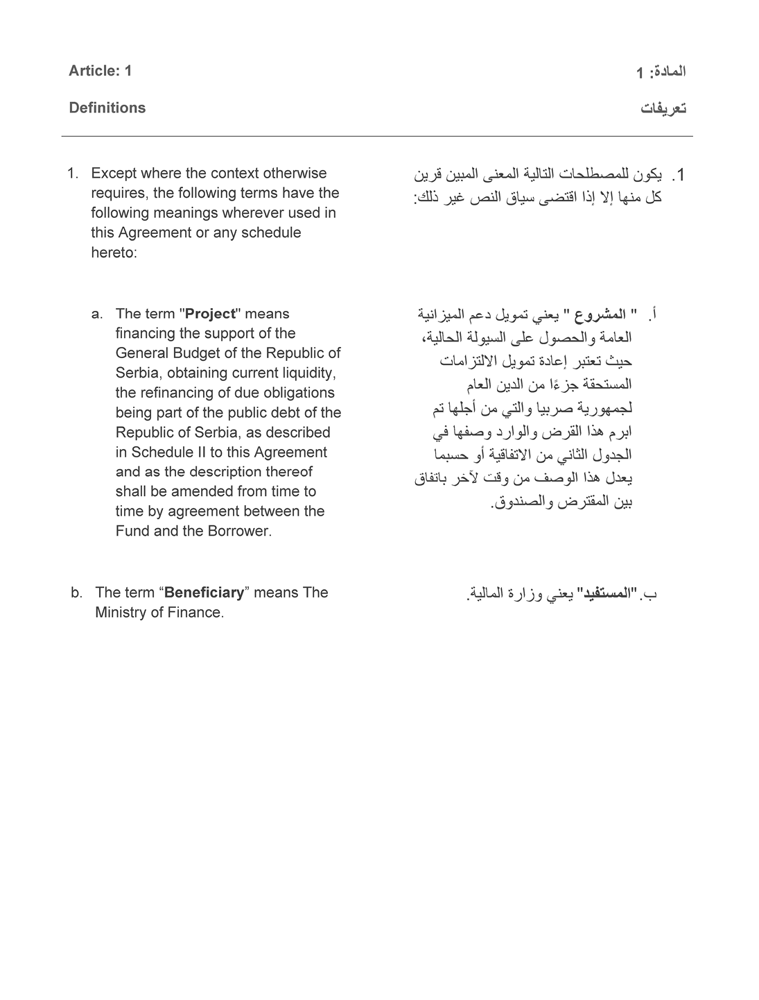 Article: 1
المادة: 1
Definitions
تعريفات
1. Except where the context otherwise
requires, the following terms have the
following meanings wherever used in
this Agreement or any schedule
hereto:
1. يكون للمصطلحات التالية المعنى المبين قرين
كل منها إلا إذا اقتضى سياق النص غير ذلك:
a. The term "Project" means
financing the support of the
General Budget of the Republic of
Serbia, obtaining current liquidity,
the refinancing of due obligations
being part of the public debt of the
Republic of Serbia, as described
in Schedule II to this Agreement
and as the description thereof
shall be amended from time to
time by agreement between the
Fund and the Borrower.
أ. " المشروع " يعني تمويل دعم الميزانية
العامة والحصول على السيولة الحالية،
حيث تعتبر إعادة تمويل الالتزامات
المستحقة جزءًا من الدين العام
لجمهورية صربيا والتي من أجلها تم
ابرم هذا القرض والوارد وصفها في
الجدول الثاني من الاتفاقية أو حسبما
يعدل هذا الوصف من وقت لآخر باتفاق
بين المقترض والصندوق.
b. The term “Beneficiary” means The
Ministry of Finance.
ب. "المستفيد" يعني وزارة المالية.